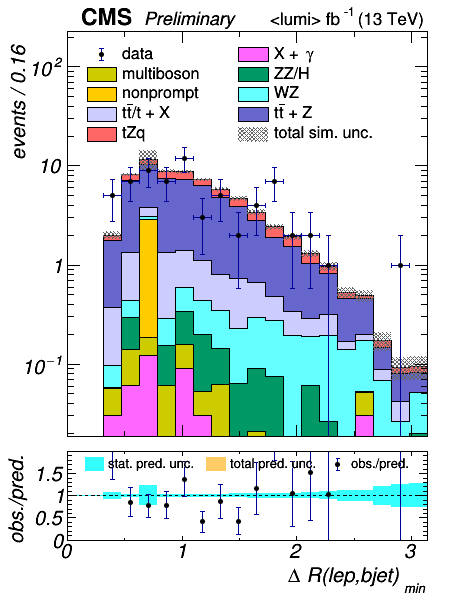 CMS Preliminary <lumi> fb⁻¹ (13 TeV)
events / 0.16
10²
10
1
10⁻¹
data
multiboson
nonprompt
tt̄/t + X
tZq
X + γ
ZZ/H
WZ
tt̄ + Z
total sim. unc.
obs./pred.
1.5
1
0.5
0
stat. pred. unc. total pred. unc. obs./pred.
0 1 2 3
Δ R(lep,bjet) min